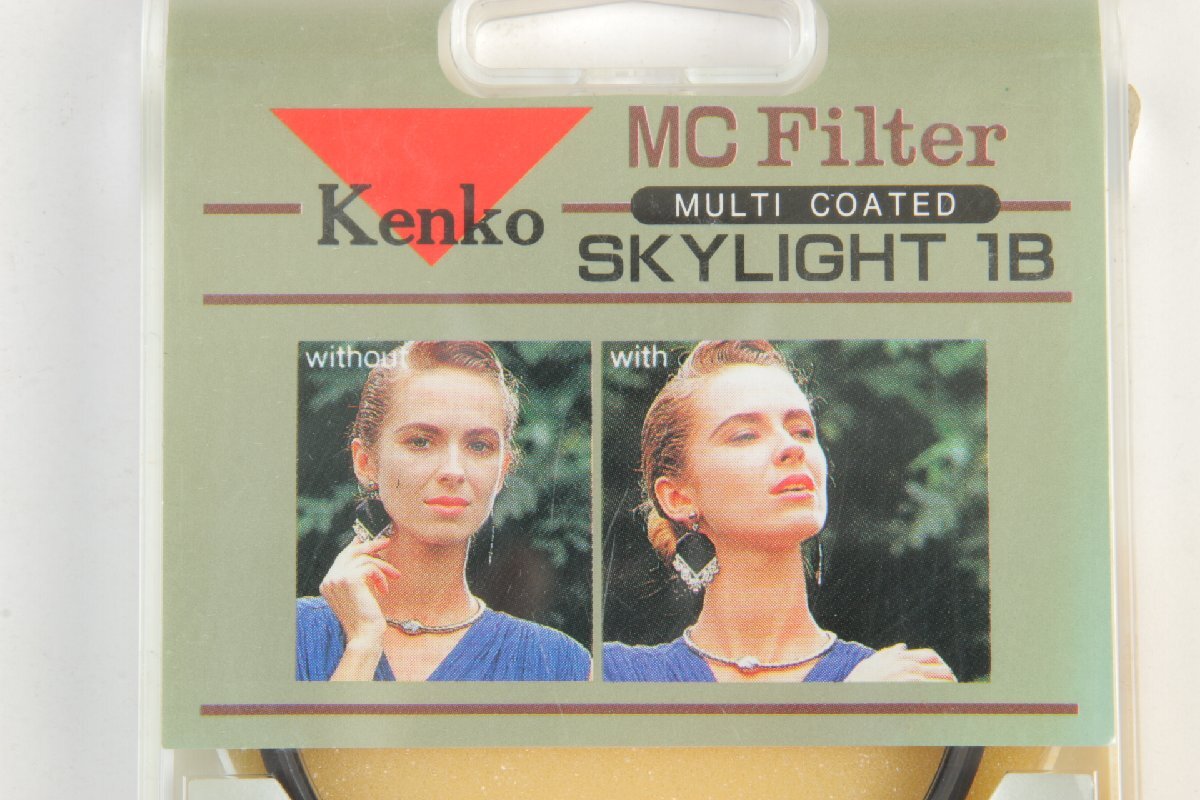 Kenko
MC Filter
MULTI COATED
SKYLIGHT 1B
without
with